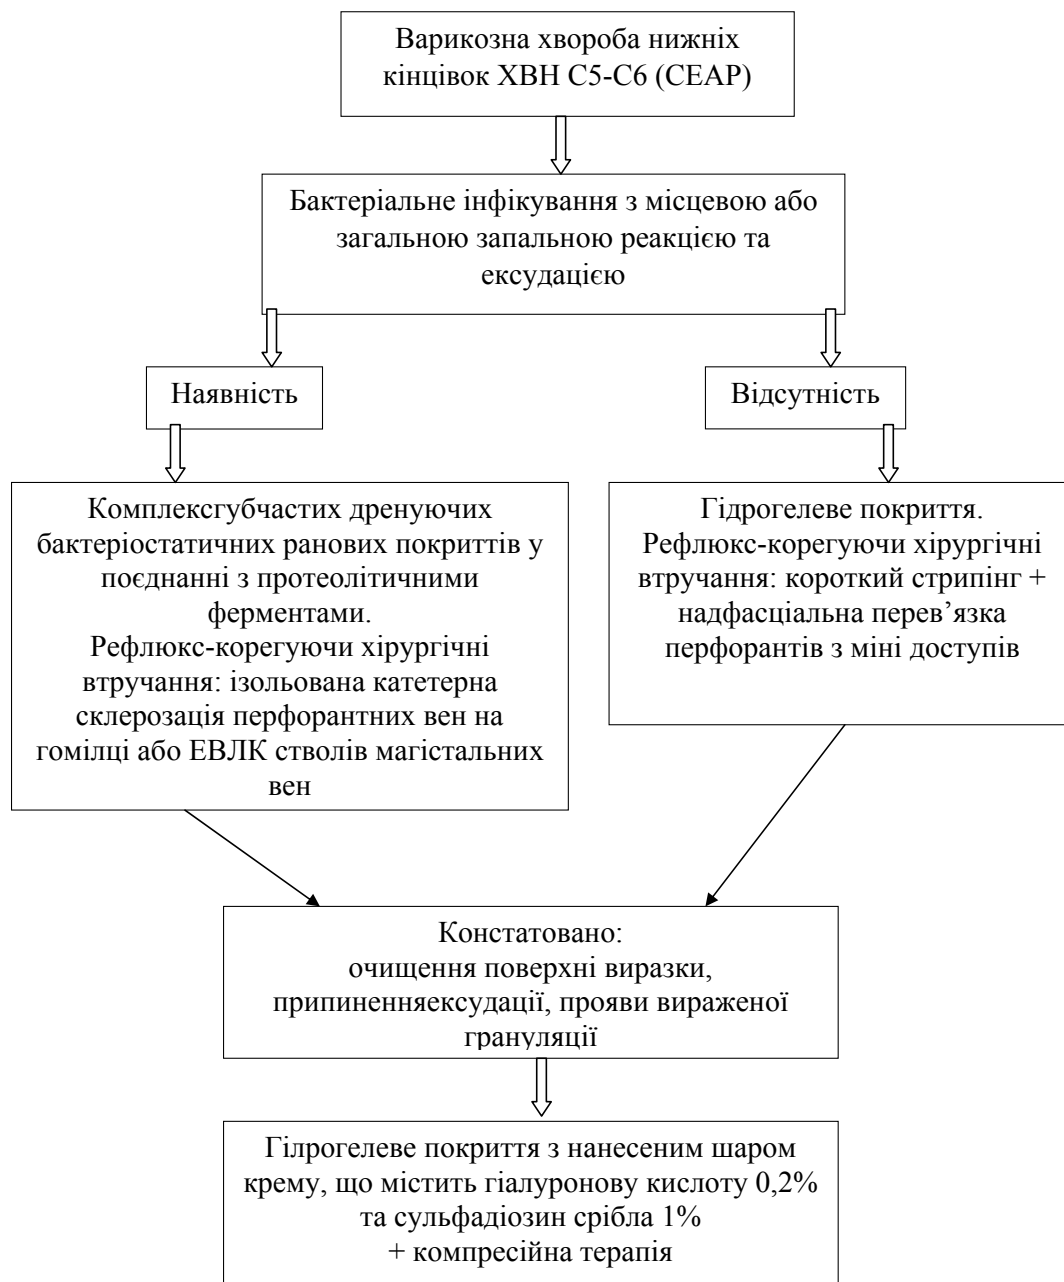 Варикозна хвороба нижніх
кінцівок ХВН С5-С6 (СЕАР)
Бактеріальне інфікування з місцевою або
загальною запальною реакцією та
ексудацією
Наявність
Відсутність
Комплексгубчастих дренуючих
бактеріостатичних ранових покриттів у
поєднанні з протеолітичними
ферментами.
Рефлюкс-корегуючи хірургічні
втручання: ізольована катетерна
склерозація перфорантних вен на
гомілці або ЕВЛК стволів магістальних
вен
Гідрогелеве покриття.
Рефлюкс-корегуючи хірургічні
втручання: короткий стрипінг +
надфасціальна перев’язка
перфорантів з міні доступів
Констатовано:
очищення поверхні виразки,
припиненняексудації, прояви вираженої
грануляції
Гілрогелеве покриття з нанесеним шаром
крему, що містить гіалуронову кислоту 0,2%
та сульфадіозин срібла 1%
+ компресійна терапія